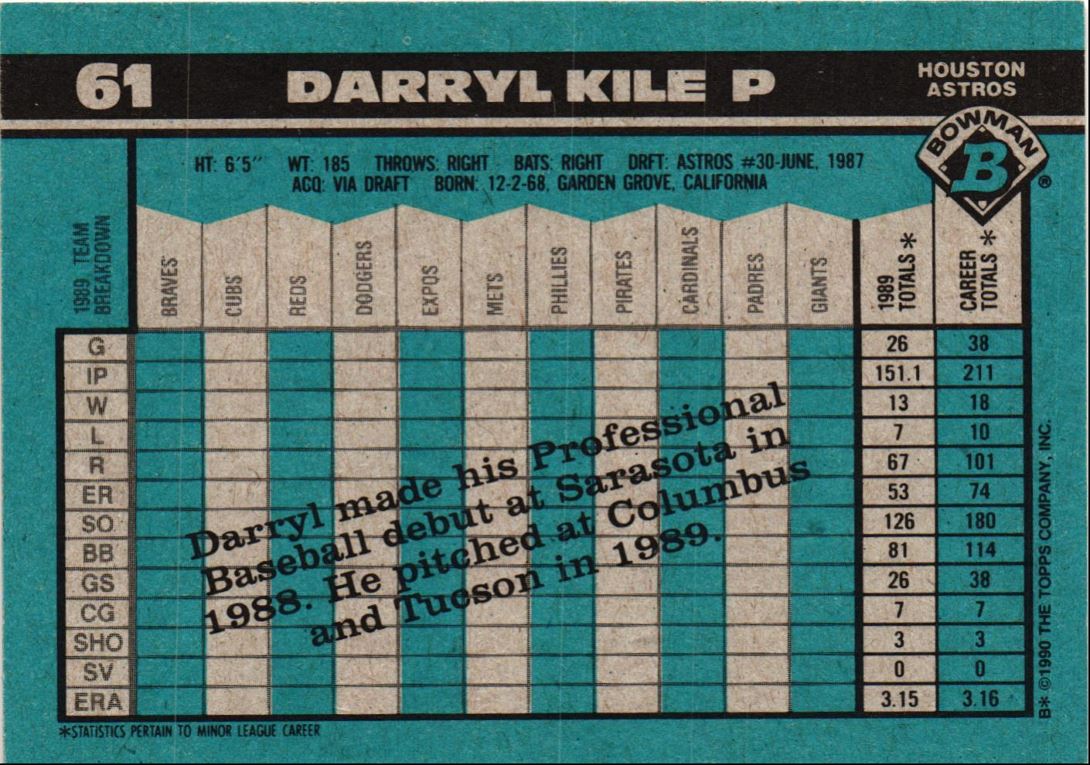 61 DARRYL KILE P HOUSTON ASTROS
BOWMAN
B
®
HT: 6'5" WT: 185 THROWS: RIGHT BATS: RIGHT DRFT: ASTROS #30-JUNE, 1987
ACQ: VIA DRAFT BORN: 12-2-68, GARDEN GROVE, CALIFORNIA
1989 TEAM BREAKDOWN BRAVES CUBS REDS DODGERS EXPOS METS PHILLIES PIRATES CARDINALS PADRES GIANTS 1989 TOTALS * CAREER TOTALS *
G 26 38
IP 151.1 211
W 13 18
L 7 10
R 67 101
ER 53 74
SO 126 180
BB 81 114
GS 26 38
CG 7 7
SHO 3 3
SV 0 0
ERA 3.15 3.16
Darryl made his Professional
Baseball debut at Sarasota in
1988. He pitched at Columbus
and Tucson in 1989.
*STATISTICS PERTAIN TO MINOR LEAGUE CAREER
B* ©1990 THE TOPPS COMPANY, INC.